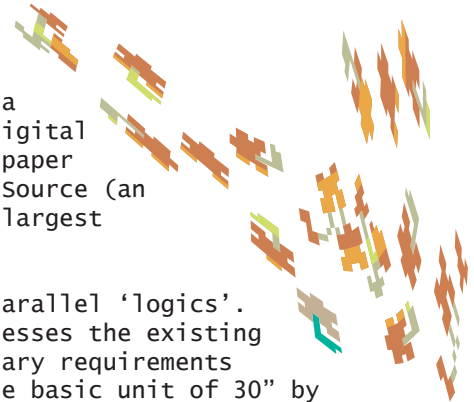 a
igital
paper
Source (an
largest
arallel ‘logics’.
esses the existing
ary requirements
e basic unit of 30” by